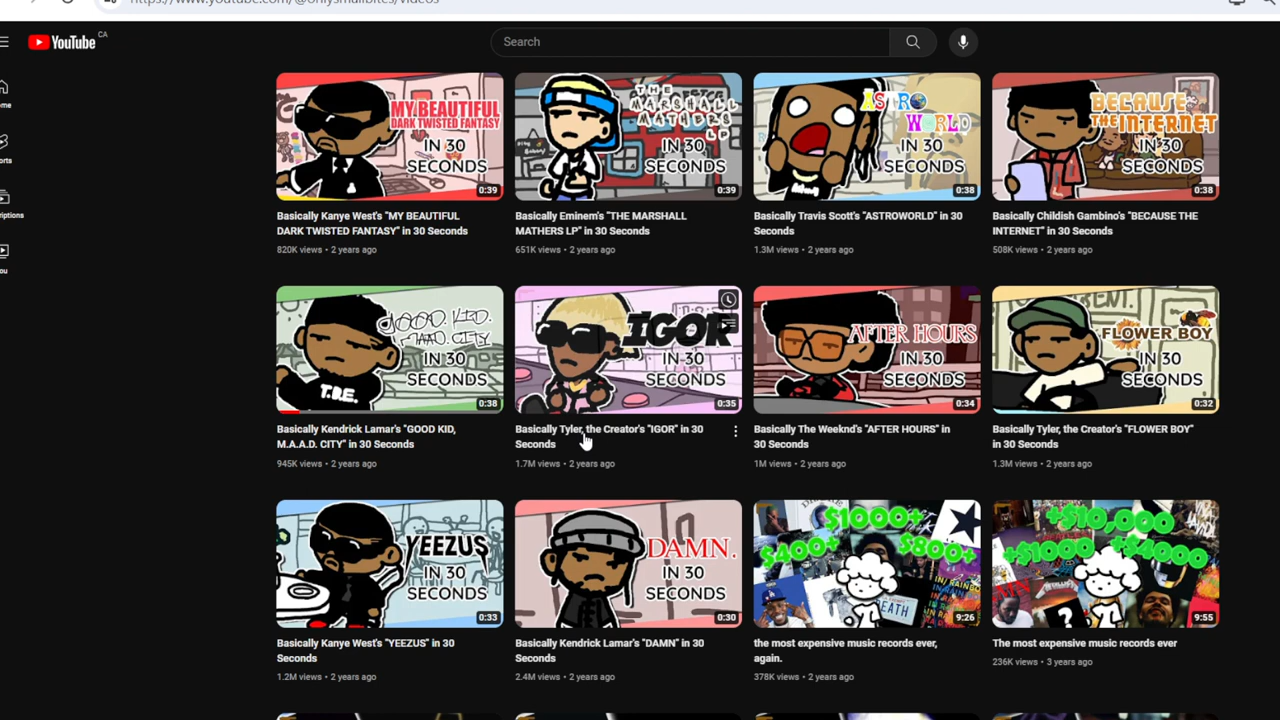 https://www.youtube.com/@onlysmallbites/videos
YouTube CA
Search
MY BEAUTIFUL
DARK TWISTED FANTASY
IN 30
SECONDS
0:39
THE
MARSHALL
MATHERS
LP
IN 30
SECONDS
0:39
ASTRO
WORLD
IN 30
SECONDS
0:38
BECAUSE
THE INTERNET
IN 30
SECONDS
0:38
Basically Kanye West's "MY BEAUTIFUL
DARK TWISTED FANTASY" in 30 Seconds
820K views • 2 years ago
Basically Eminem's "THE MARSHALL
MATHERS LP" in 30 Seconds
651K views • 2 years ago
Basically Travis Scott's "ASTROWORLD" in 30
Seconds
1.3M views • 2 years ago
Basically Childish Gambino's "BECAUSE THE
INTERNET" in 30 Seconds
508K views • 2 years ago
GOOD. KID.
M.A.A.D. CITY
IN 30
SECONDS
T.D.E.
0:38
IGOR
IN 30
SECONDS
0:35
AFTER HOURS
IN 30
SECONDS
0:34
FLOWER BOY
IN 30
SECONDS
0:32
Basically Kendrick Lamar's "GOOD KID,
M.A.A.D. CITY" in 30 Seconds
945K views • 2 years ago
Basically Tyler, the Creator's "IGOR" in 30
Seconds
1.7M views • 2 years ago
Basically The Weeknd's "AFTER HOURS" in
30 Seconds
1M views • 2 years ago
Basically Tyler, the Creator's "FLOWER BOY"
in 30 Seconds
1.3M views • 2 years ago
YEEZUS
IN 30
SECONDS
0:33
DAMN.
IN 30
SECONDS
0:30
$1000+
$400+ $800+
9:26
+$10,000
+$1000 +$4000
9:55
Basically Kanye West's "YEEZUS" in 30
Seconds
1.2M views • 2 years ago
Basically Kendrick Lamar's "DAMN" in 30
Seconds
2.4M views • 2 years ago
the most expensive music records ever,
again.
378K views • 2 years ago
The most expensive music records ever
236K views • 3 years ago